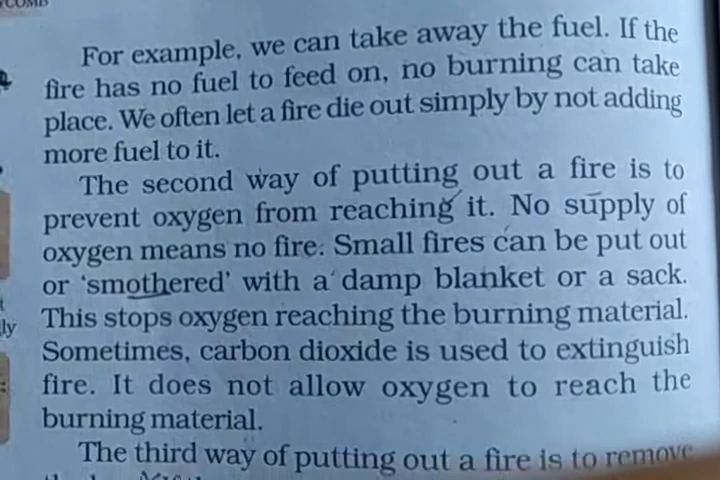 For example, we can take away the fuel. If the
fire has no fuel to feed on, no burning can take
place. We often let a fire die out simply by not adding
more fuel to it.
The second way of putting out a fire is to
prevent oxygen from reaching it. No supply of
oxygen means no fire. Small fires can be put out
or ‘smothered’ with a damp blanket or a sack.
This stops oxygen reaching the burning material.
Sometimes, carbon dioxide is used to extinguish
fire. It does not allow oxygen to reach the
burning material.
The third way of putting out a fire is to remove